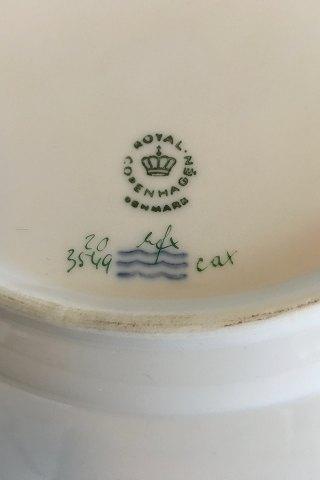 ROYAL
COPENHAGEN
DENMARK
20
3549
cax